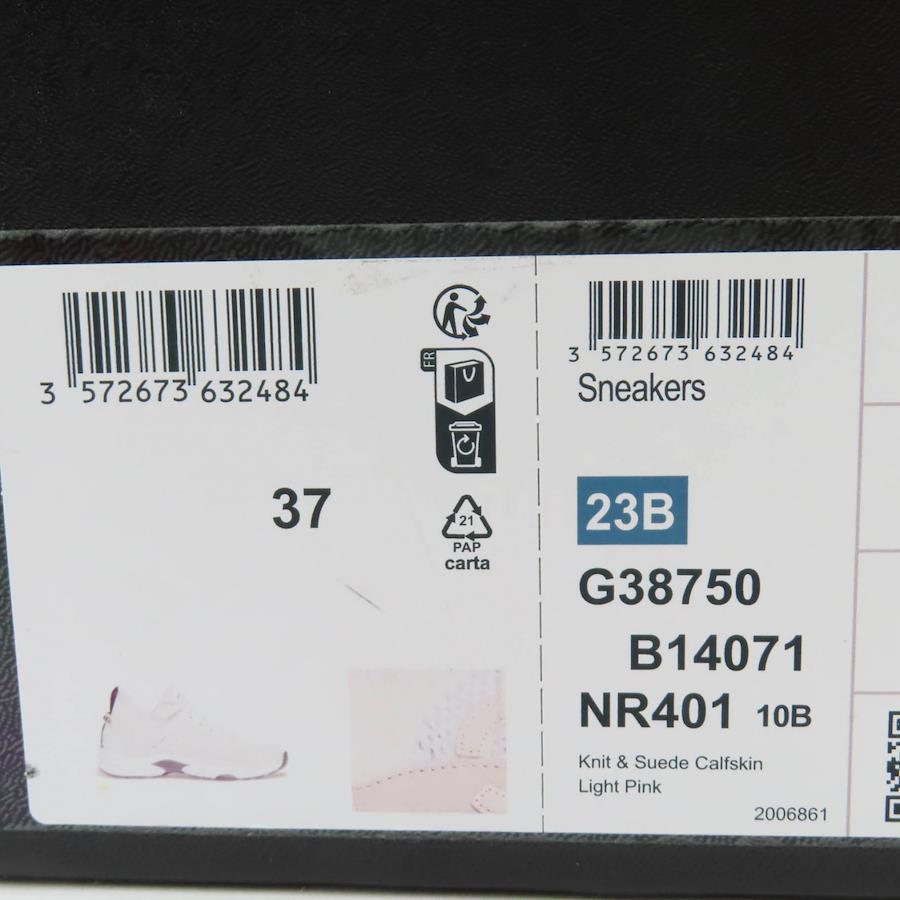 3 572673 632484
FR
37
21
PAP
carta
3 572673 632484
Sneakers
23B
G38750
B14071
NR401 10B
Knit & Suede Calfskin
Light Pink
2006861